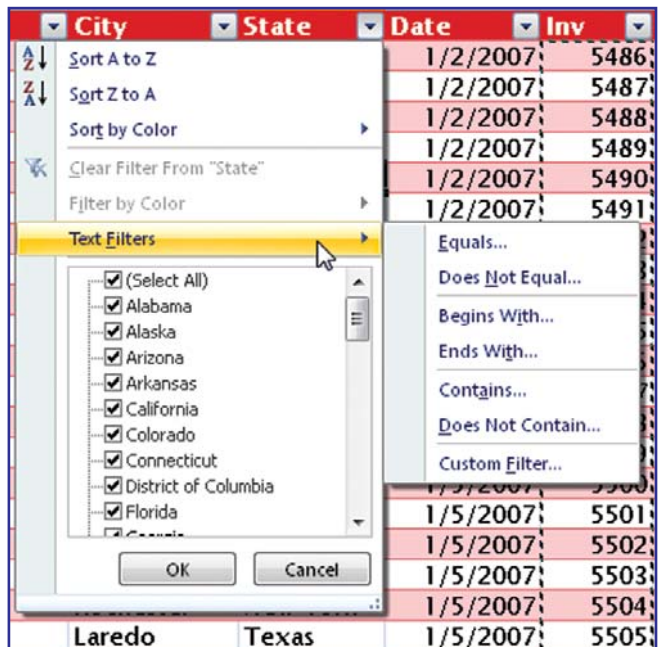 City State Date Inv
Sort A to Z
Sort Z to A
Sort by Color
Clear Filter From "State"
Filter by Color
Text Filters
(Select All)
Alabama
Alaska
Arizona
Arkansas
California
Colorado
Connecticut
District of Columbia
Florida
OK Cancel
Equals...
Does Not Equal...
Begins With...
Ends With...
Contains...
Does Not Contain...
Custom Filter...
1/2/2007 5486
1/2/2007 5487
1/2/2007 5488
1/2/2007 5489
1/2/2007 5490
1/2/2007 5491
1/5/2007 5501
1/5/2007 5502
1/5/2007 5503
1/5/2007 5504
Laredo Texas 1/5/2007 5505